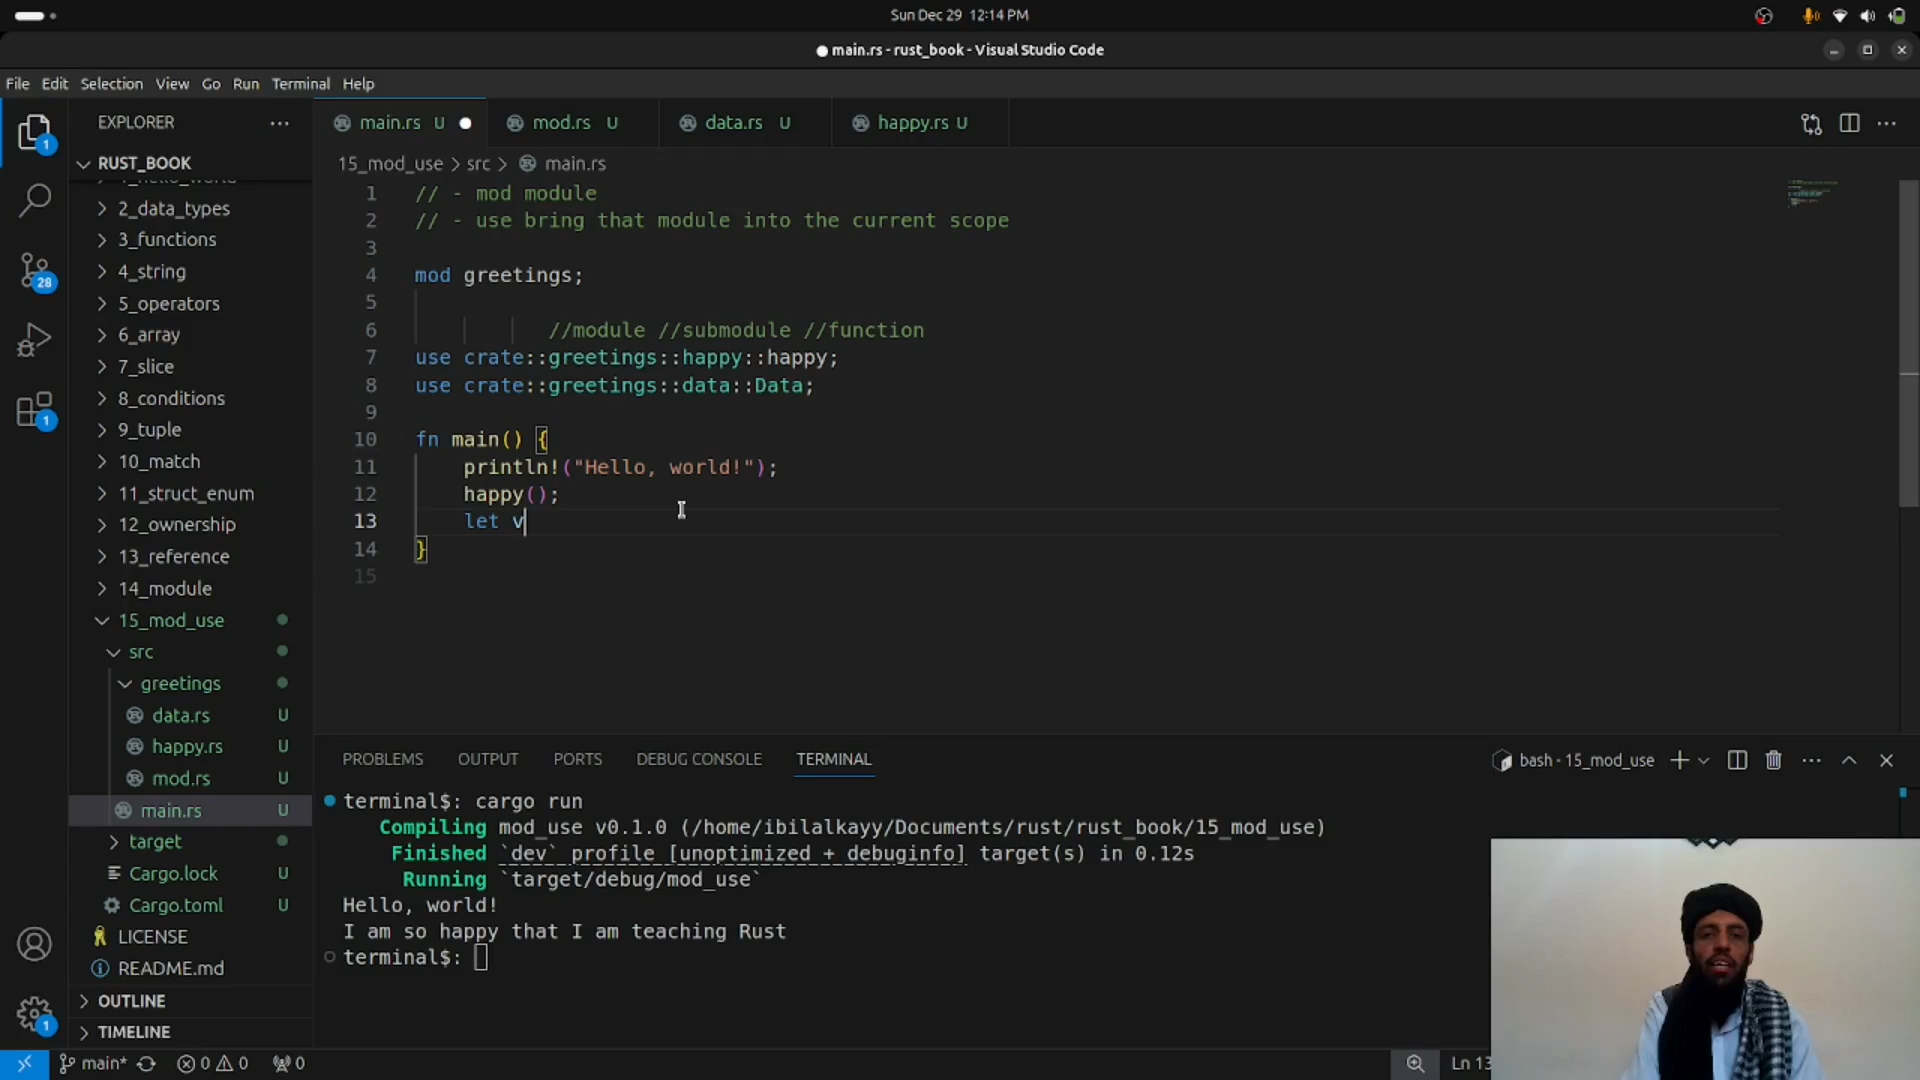 Sun Dec 29 12:14 PM
● main.rs - rust_book - Visual Studio Code
File Edit Selection View Go Run Terminal Help
EXPLORER ···
main.rs U ●
mod.rs U
data.rs U
happy.rs U
RUST_BOOK
15_mod_use > src > main.rs
1_hello_world
2_data_types
3_functions
4_string
5_operators
6_array
7_slice
8_conditions
9_tuple
10_match
11_struct_enum
12_ownership
13_reference
14_module
15_mod_use
src
greetings
data.rs U
happy.rs U
mod.rs U
main.rs U
target
Cargo.lock U
Cargo.toml U
LICENSE
README.md
OUTLINE
TIMELINE
1
28
1
1
1 // - mod module
2 // - use bring that module into the current scope
3
4 mod greetings;
5
6 //module //submodule //function
7 use crate::greetings::happy::happy;
8 use crate::greetings::data::Data;
9
10 fn main() {
11 println!("Hello, world!");
12 happy();
13 let v
14 }
15
PROBLEMS OUTPUT PORTS DEBUG CONSOLE TERMINAL
bash - 15_mod_use
terminal$: cargo run
Compiling mod_use v0.1.0 (/home/ibilalkayy/Documents/rust/rust_book/15_mod_use)
Finished `dev` profile [unoptimized + debuginfo] target(s) in 0.12s
Running `target/debug/mod_use`
Hello, world!
I am so happy that I am teaching Rust
terminal$:
main* 0 0 0
Ln 13